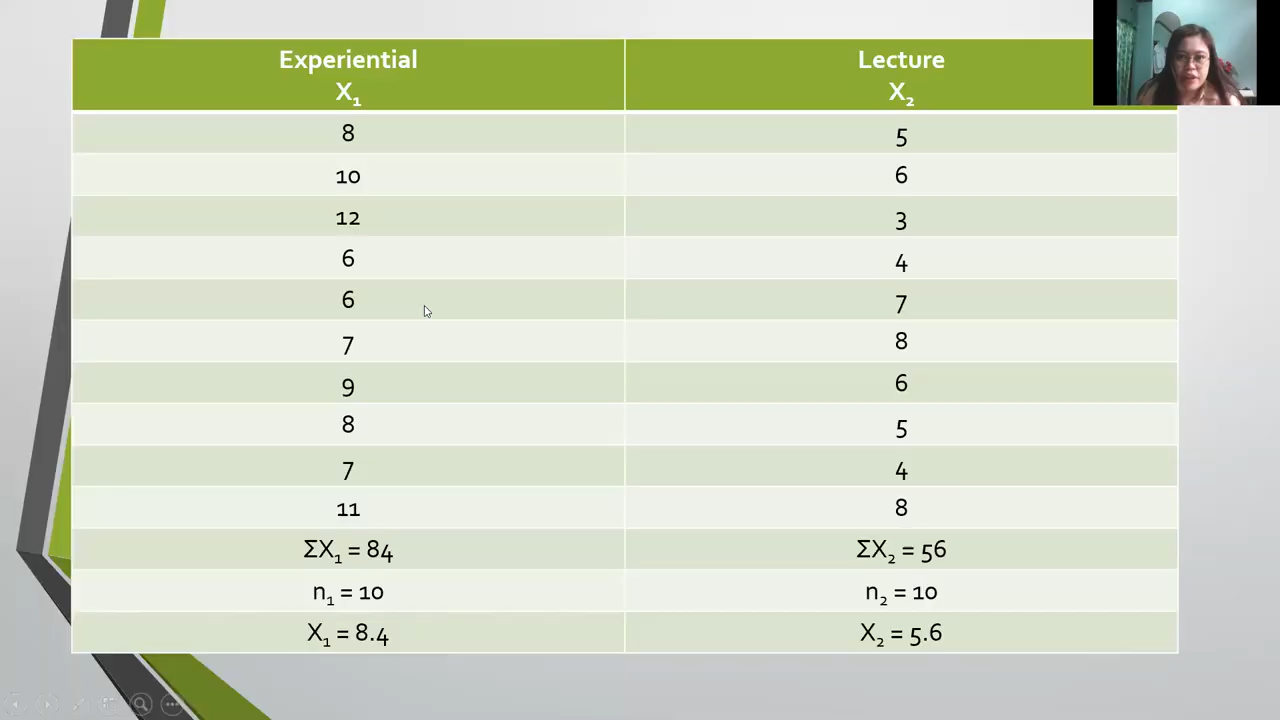 Experiential Lecture
X₁ X₂
8 5
10 6
12 3
6 4
6 7
7 8
9 6
8 5
7 4
11 8
ΣX₁ = 84 ΣX₂ = 56
n₁ = 10 n₂ = 10
X₁ = 8.4 X₂ = 5.6